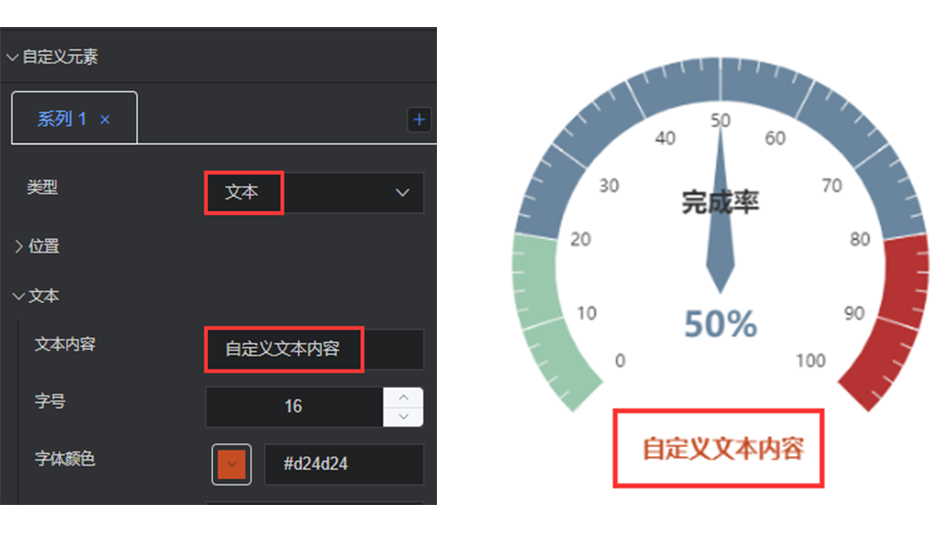 自定义元素
系列 1 ×
+
类型
文本
位置
文本
文本内容
自定义文本内容
字号
16
字体颜色
#d24d24
0
10
20
30
40
50
60
70
80
90
100
完成率
50%
自定义文本内容